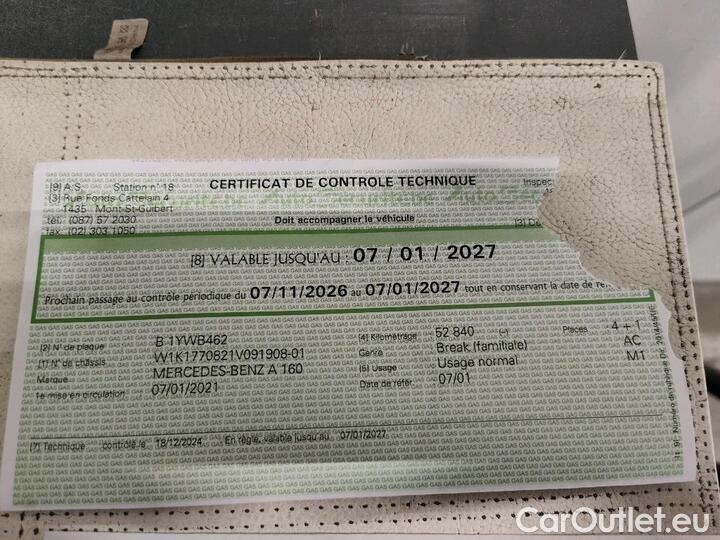 [9] A.S. Station n° 18
[3] Rue Fonds Cattelain 4
1435 Mont-St-Guibert
tél. (087) 57 2030
fax (02) 303 1050
CERTIFICAT DE CONTROLE TECHNIQUE
Inspec
Doit accompagner le véhicule
[8] VALABLE JUSQU'AU : 07 / 01 / 2027
Prochain passage au contrôle périodique du 07/11/2026 au 07/01/2027 tout en conservant la date de
[2] N° de plaque B 1YWB462
[1] N° de châssis W1K1770821V091908-01
Marque MERCEDES-BENZ A 160
1e mise en circulation 07/01/2021
[4] Kilométrage 52 840 (-) Places 4 + 1
Genre Break (familiale) AC
[5] Usage Usage normal M1
Date de référ. 07/01
[7] Technique contrôlé le 18/12/2024 En règle, valable jusqu'au 07/01/2027
CarOutlet.eu